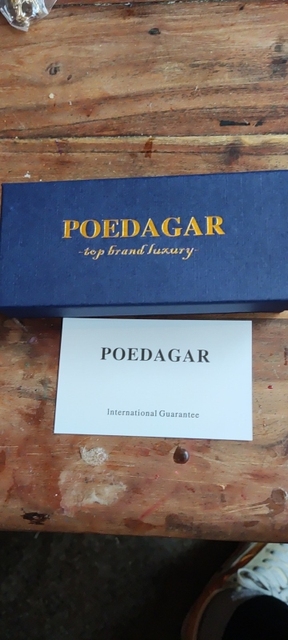 POEDAGAR
-top brand luxury-
POEDAGAR
International Guarantee